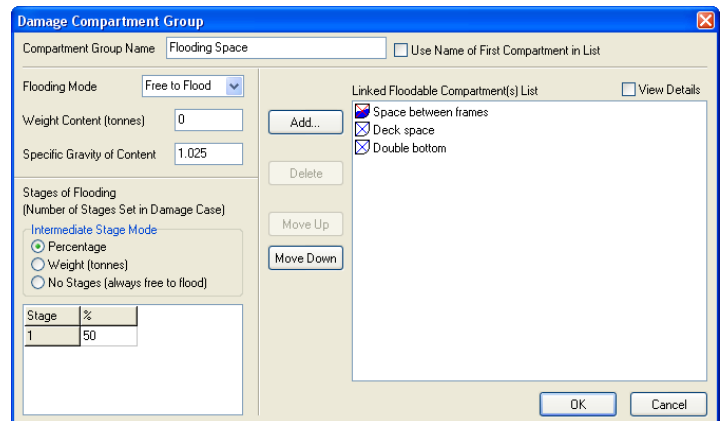 Damage Compartment Group
Compartment Group Name Flooding Space Use Name of First Compartment in List
Flooding Mode Free to Flood
Weight Content (tonnes) 0
Specific Gravity of Content 1.025
Stages of Flooding
(Number of Stages Set in Damage Case)
Intermediate Stage Mode
Percentage
Weight (tonnes)
No Stages (always free to flood)
Stage %
1 50
Add...
Delete
Move Up
Move Down
Linked Floodable Compartment(s) List View Details
Space between frames
Deck space
Double bottom
OK Cancel